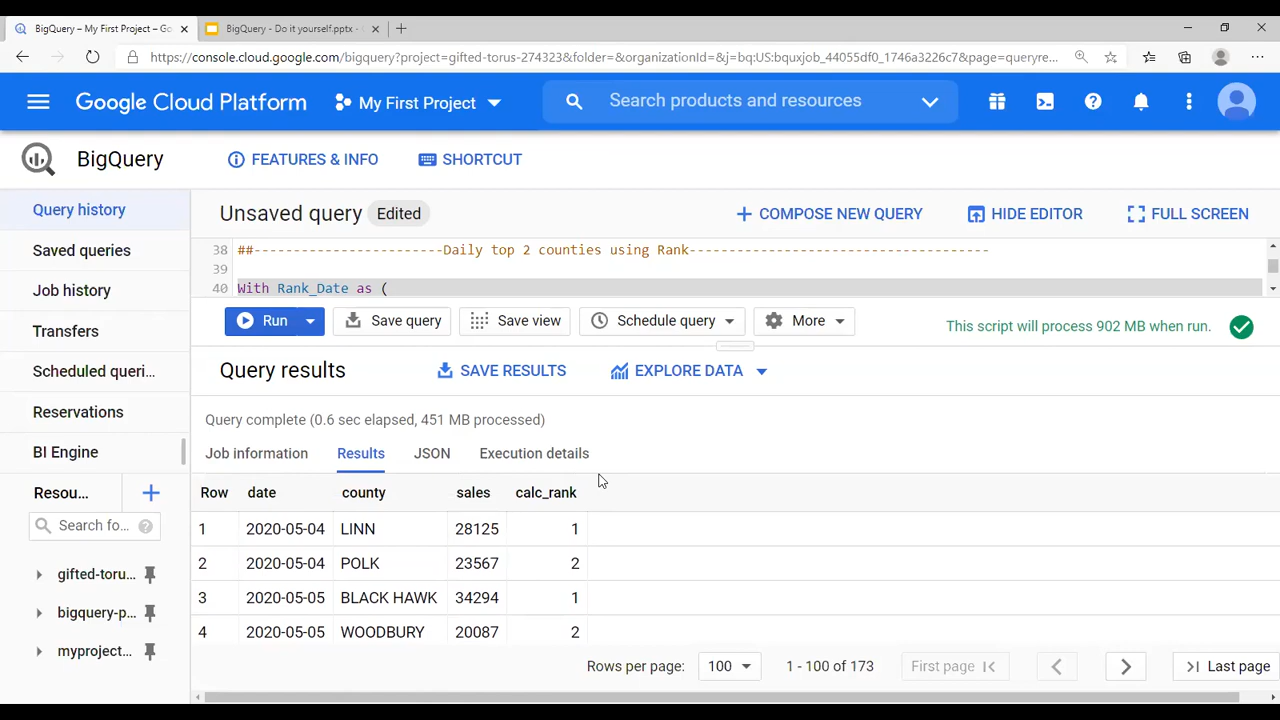 BigQuery – My First Project – Go
BigQuery - Do it yourself.pptx - G
https://console.cloud.google.com/bigquery?project=gifted-torus-274323&folder=&organizationId=&j=bq:US:bquxjob_44055df0_1746a3226c7&page=queryre...
Google Cloud Platform
My First Project
Search products and resources
BigQuery
FEATURES & INFO
SHORTCUT
Query history
Saved queries
Job history
Transfers
Scheduled queri...
Reservations
BI Engine
Resou...
Search fo...
gifted-toru...
bigquery-p...
myproject...
Unsaved query Edited
COMPOSE NEW QUERY
HIDE EDITOR
FULL SCREEN
38 ##-----------------------Daily top 2 counties using Rank-----------------------------------
39
40 With Rank_Date as (
Run
Save query
Save view
Schedule query
More
This script will process 902 MB when run.
Query results
SAVE RESULTS
EXPLORE DATA
Query complete (0.6 sec elapsed, 451 MB processed)
Job information Results JSON Execution details
Row date county sales calc_rank
1 2020-05-04 LINN 28125 1
2 2020-05-04 POLK 23567 2
3 2020-05-05 BLACK HAWK 34294 1
4 2020-05-05 WOODBURY 20087 2
Rows per page: 100 1 - 100 of 173 First page Last page